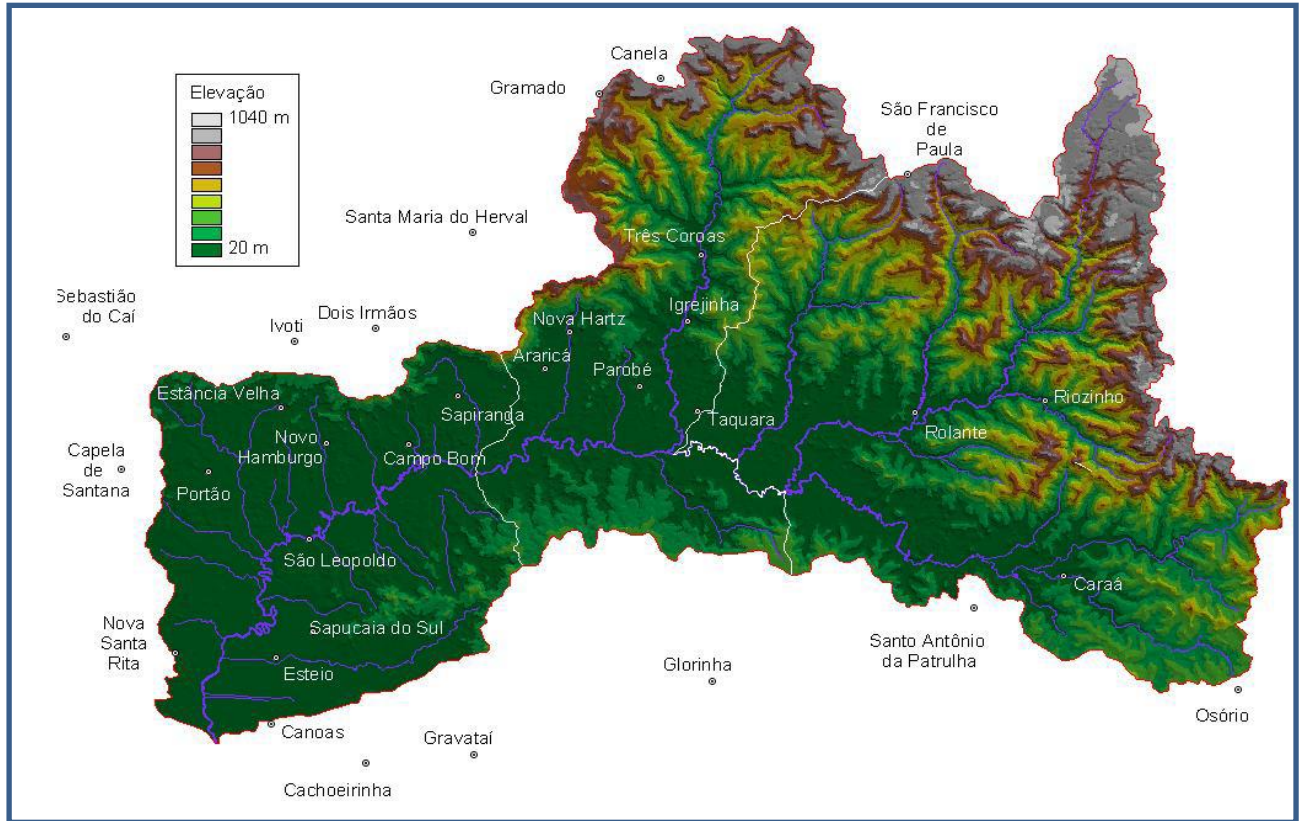 Canela
Gramado
Elevação
1040 m
20 m
São Francisco
de
Paula
Santa Maria do Herval
Três Coroas
Sebastião
do Caí
Ivoti
Dois Irmãos
Nova Hartz
Igrejinha
Araricá
Parobé
Estância Velha
Sapiranga
Taquara
Riozinho
Rolante
Novo
Hamburgo
Campo Bom
Capela
de
Santana
Portão
São Leopoldo
Caraá
Nova
Santa
Rita
Sapucaia do Sul
Santo Antônio
da Patrulha
Esteio
Glorinha
Osório
Canoas
Gravataí
Cachoeirinha